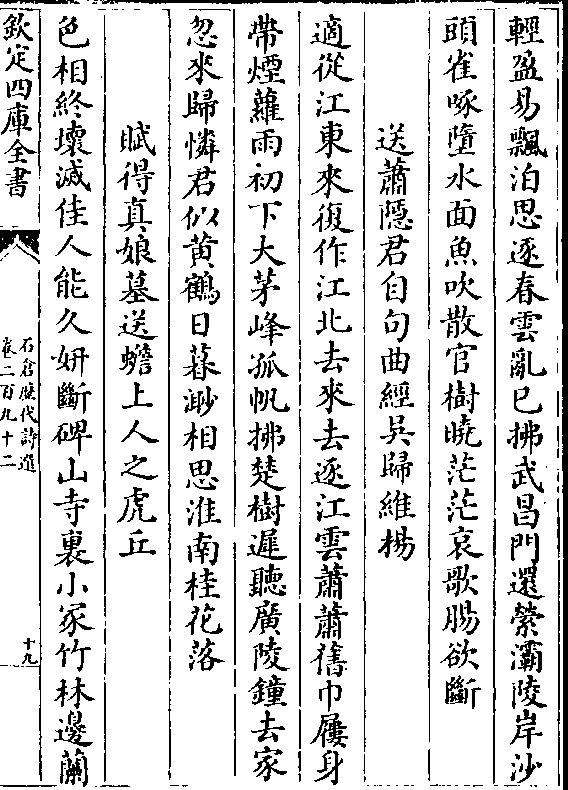 輕盈易飄泊思逐春雲亂已拂武昌門還縈灞陵岸沙
頭雀啄墮水面魚吹散官樹曉茫茫哀歌腸欲斷
送蕭隱君自句曲經吳歸維楊
適從江東來復作江北去來去逐江雲蕭蕭舊巾屨身
帶煙蘿雨初下大茅峰孤帆拂楚樹遲聽廣陵鐘去家
忽來歸憐君似黃鶴日暮渺相思淮南桂花落
賦得真娘墓送蟾上人之虎丘
色相終壞滅佳人能久妍斷碑山寺裏小冢竹林邊蘭
欽定四庫全書
石倉歷代詩選
卷二百九十二
十九